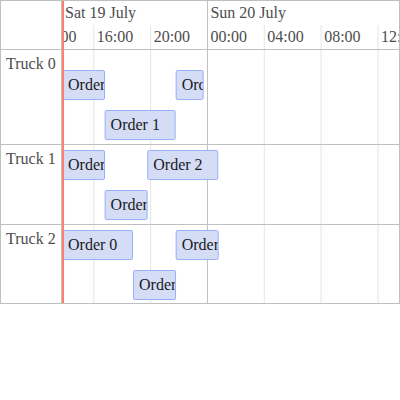 Sat 19 July Sun 20 July
00 16:00 20:00 00:00 04:00 08:00 12:
Truck 0
Order Ord
Order 1
Truck 1
Order Order 2
Order
Truck 2
Order 0 Order
Order